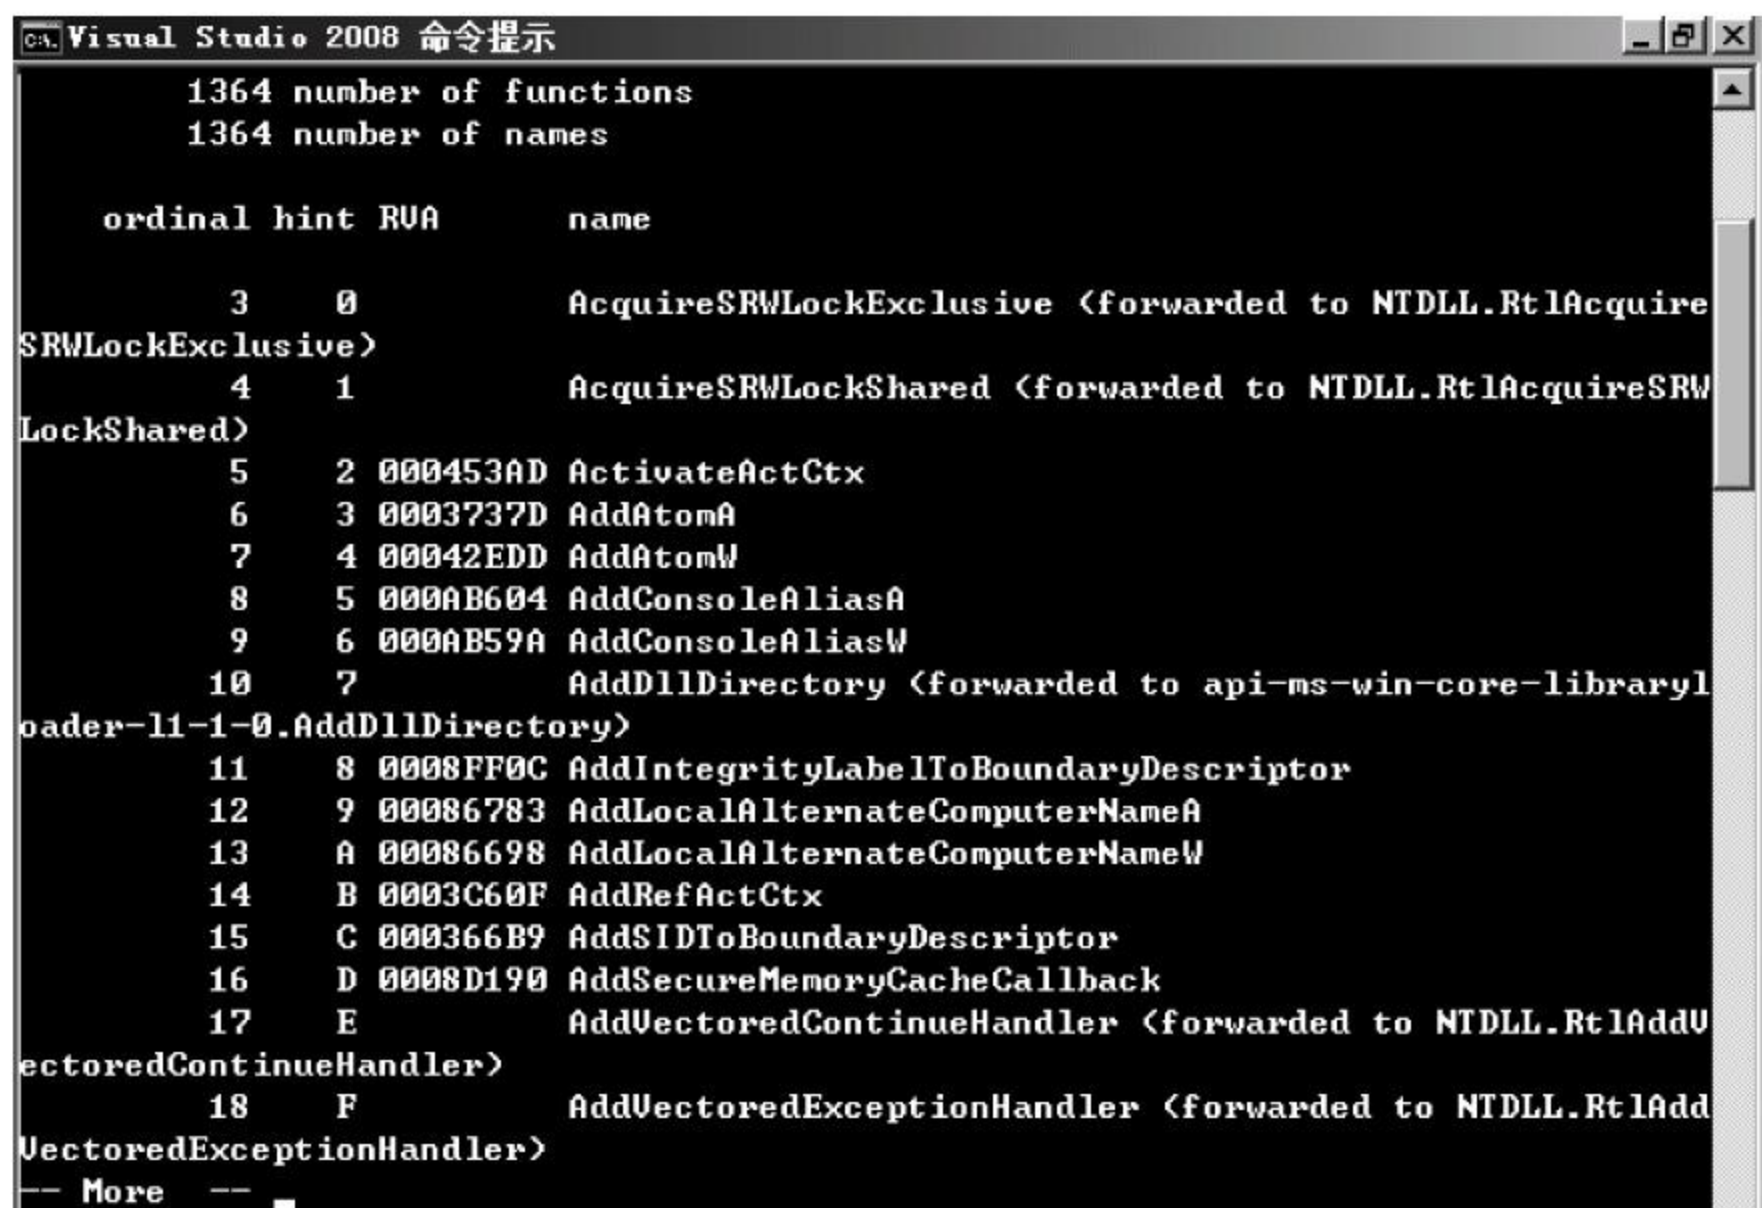 Visual Studio 2008 命令提示
1364 number of functions
1364 number of names
ordinal hint RVA name
3 0 AcquireSRWLockExclusive (forwarded to NTDLL.RtlAcquire
SRWLockExclusive)
4 1 AcquireSRWLockShared (forwarded to NTDLL.RtlAcquireSRW
LockShared)
5 2 000453AD ActivateActCtx
6 3 0003737D AddAtomA
7 4 00042EDD AddAtomW
8 5 000AB604 AddConsoleAliasA
9 6 000AB59A AddConsoleAliasW
10 7 AddDllDirectory (forwarded to api-ms-win-core-libraryl
oader-l1-1-0.AddDllDirectory)
11 8 0008FF0C AddIntegrityLabelToBoundaryDescriptor
12 9 00086783 AddLocalAlternateComputerNameA
13 A 00086698 AddLocalAlternateComputerNameW
14 B 0003C60F AddRefActCtx
15 C 000366B9 AddSIDToBoundaryDescriptor
16 D 0008D190 AddSecureMemoryCacheCallback
17 E AddVectoredContinueHandler (forwarded to NTDLL.RtlAddV
ectoredContinueHandler)
18 F AddVectoredExceptionHandler (forwarded to NTDLL.RtlAdd
VectoredExceptionHandler)
-- More --